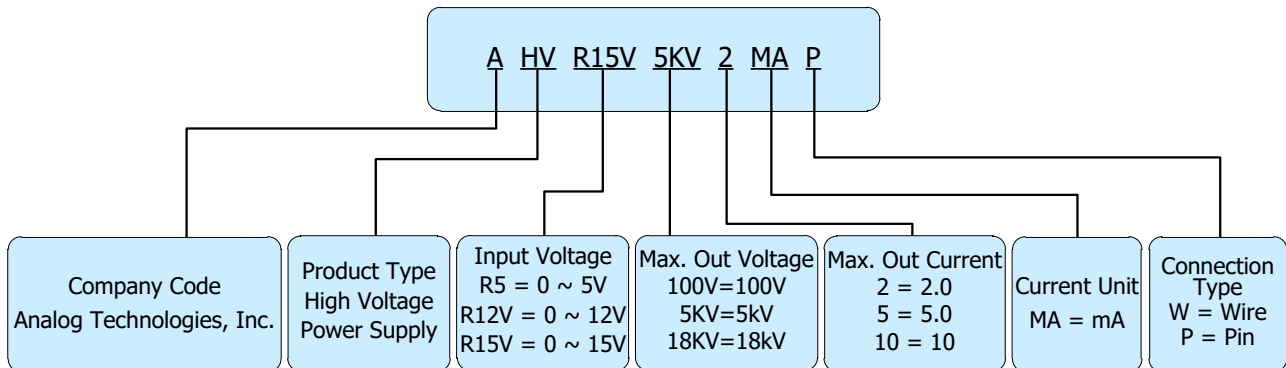 A HV R15V 5KV 2 MA P
Company Code
Analog Technologies, Inc.
Product Type
High Voltage
Power Supply
Input Voltage
R5 = 0 ~ 5V
R12V = 0 ~ 12V
R15V = 0 ~ 15V
Max. Out Voltage
100V=100V
5KV=5kV
18KV=18kV
Max. Out Current
2 = 2.0
5 = 5.0
10 = 10
Current Unit
MA = mA
Connection
Type
W = Wire
P = Pin